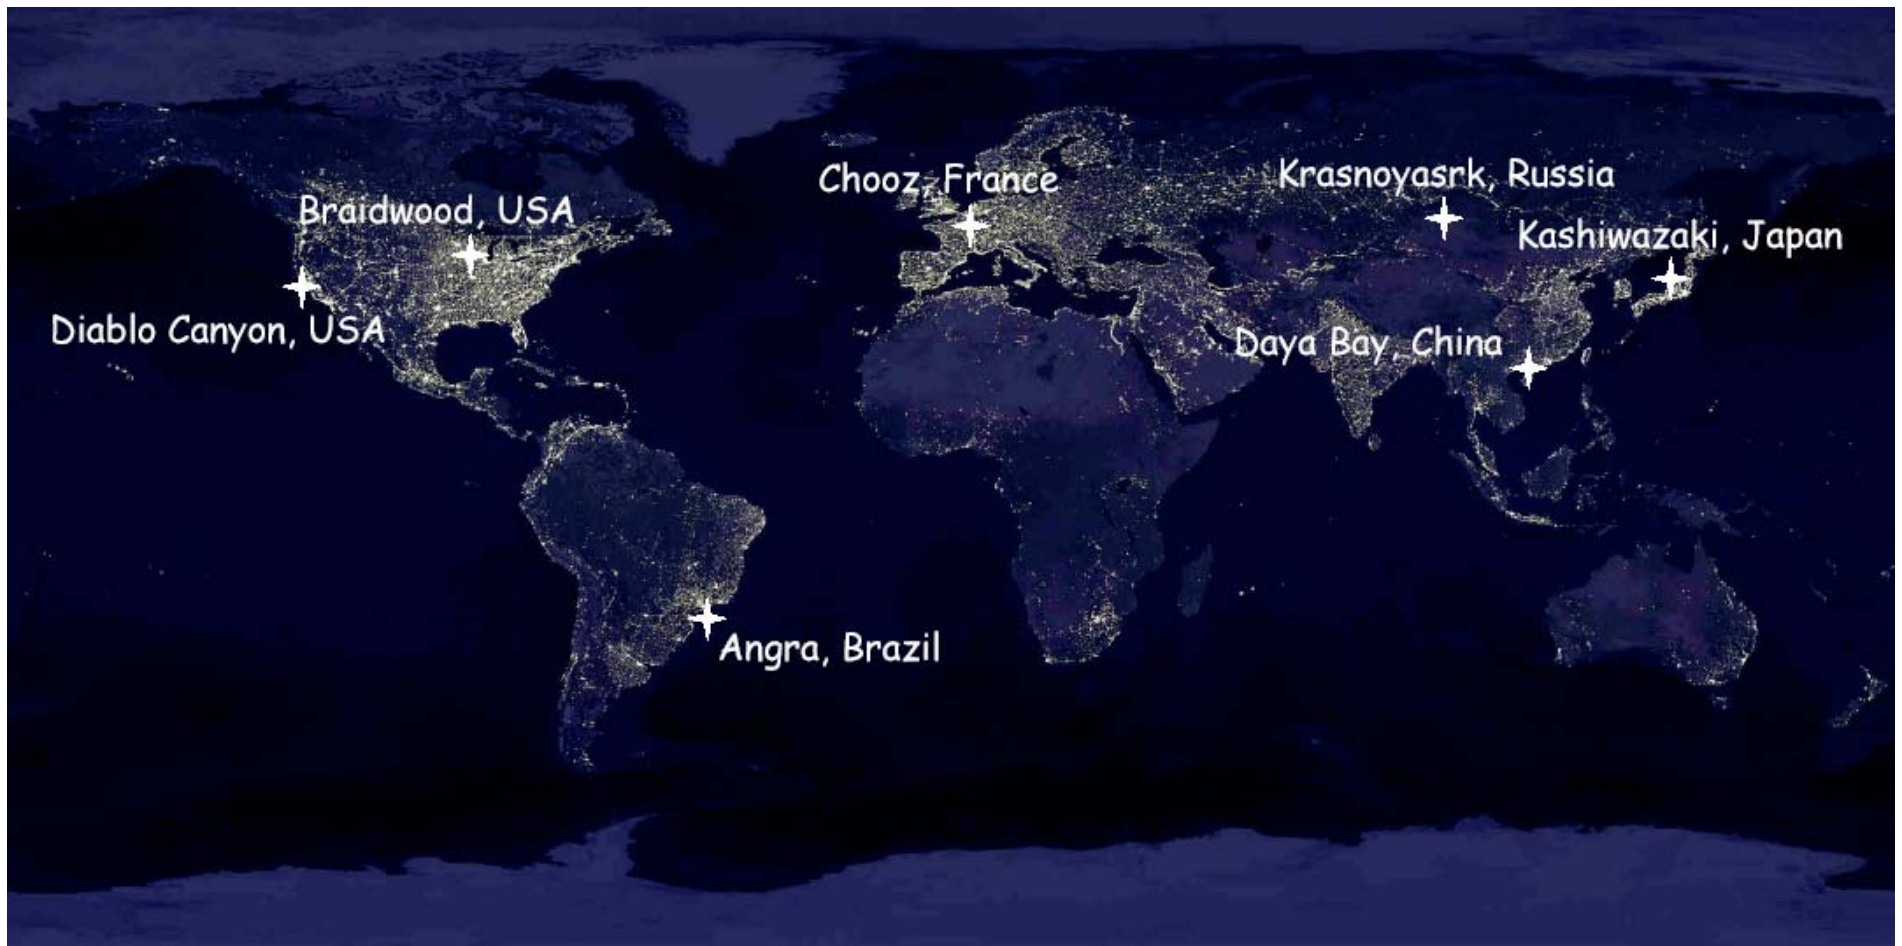 Chooz, France
Krasnoyasrk, Russia
Braidwood, USA
Kashiwazaki, Japan
Diablo Canyon, USA
Daya Bay, China
Angra, Brazil